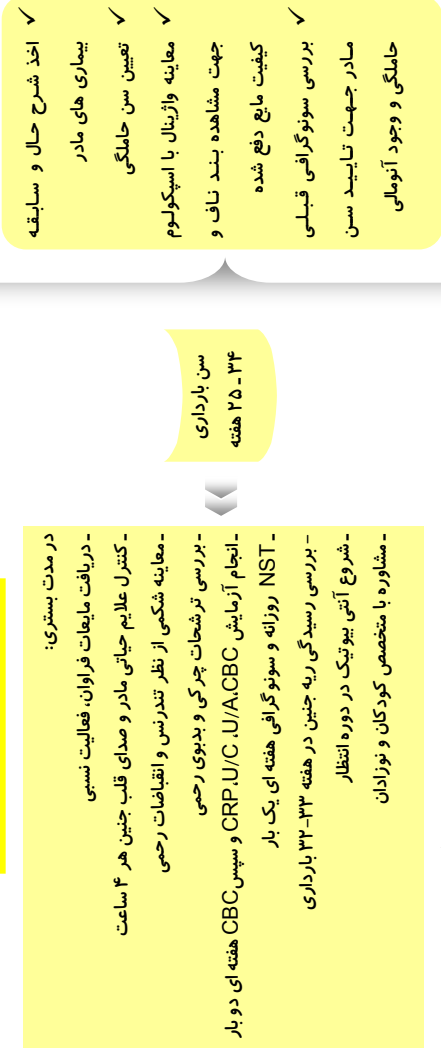 اخذ شرح حال و سابقه
بیماری های مادر
تعیین سن حاملگی
معاینه واژینال با اسپکولوم
جهت مشاهده بند ناف و
کیفیت مایع دفع شده
بررسی سونوگرافی قبلی
مادر جهت تایید سن
حاملگی و وجود آنومالی
سن بارداری
۳۴ ـ ۲۵ هفته
در مدت بستری:
ـ دریافت مایعات فراوان، فعالیت نسبی
ـ کنترل علایم حیاتی مادر و صدای قلب جنین هر ۴ ساعت
ـ معاینه شکمی از نظر تندرنس و انقباضات رحمی
ـ بررسی ترشحات چرکی و بدبوی رحمی
ـ انجام آزمایش CRP،U/C ،U/A،CBC و سپس CBC هفته ای دو بار
ـ NST روزانه و سونوگرافی هفته ای یک بار
– بررسی رسیدگی ریه جنین در هفته ۳۳-۳۲ بارداری
ـ شروع آنتی بیوتیک در دوره انتظار
ـ مشاوره با متخصص کودکان و نوزادان